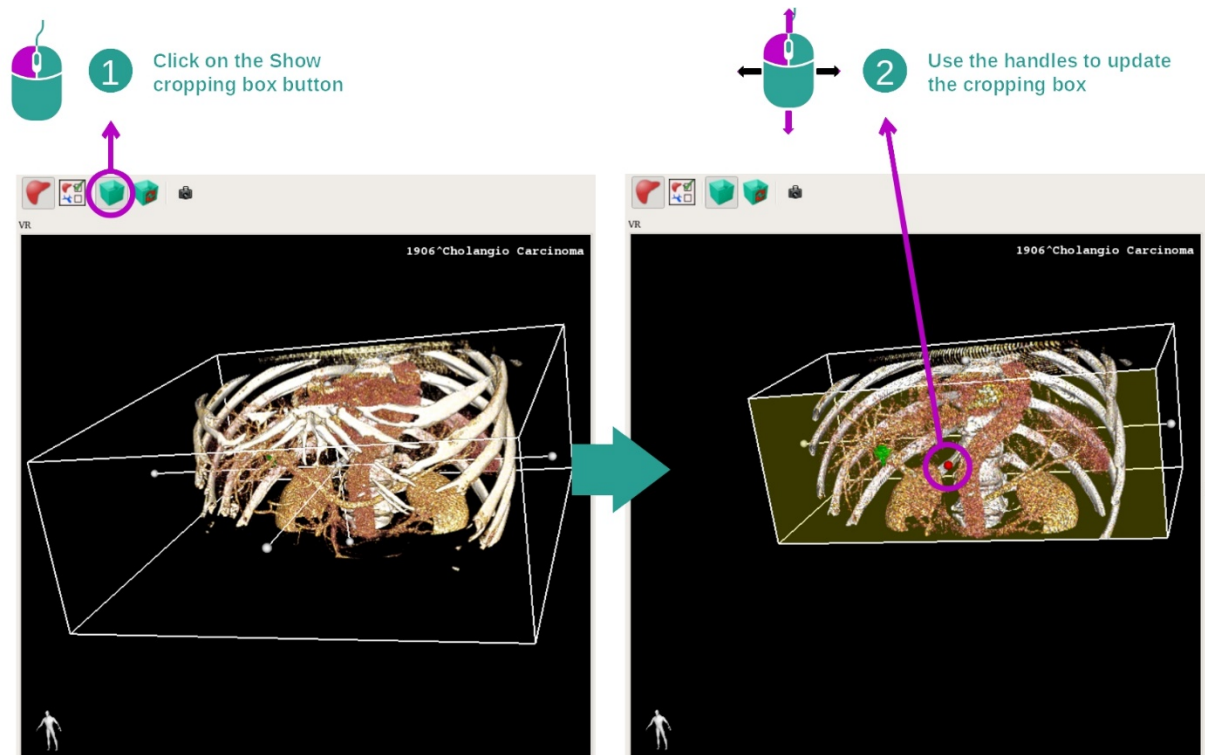 1
Click on the Show
cropping box button
2
Use the handles to update
the cropping box
VR
1906^Cholangio Carcinoma
VR
1906^Cholangio Carcinoma